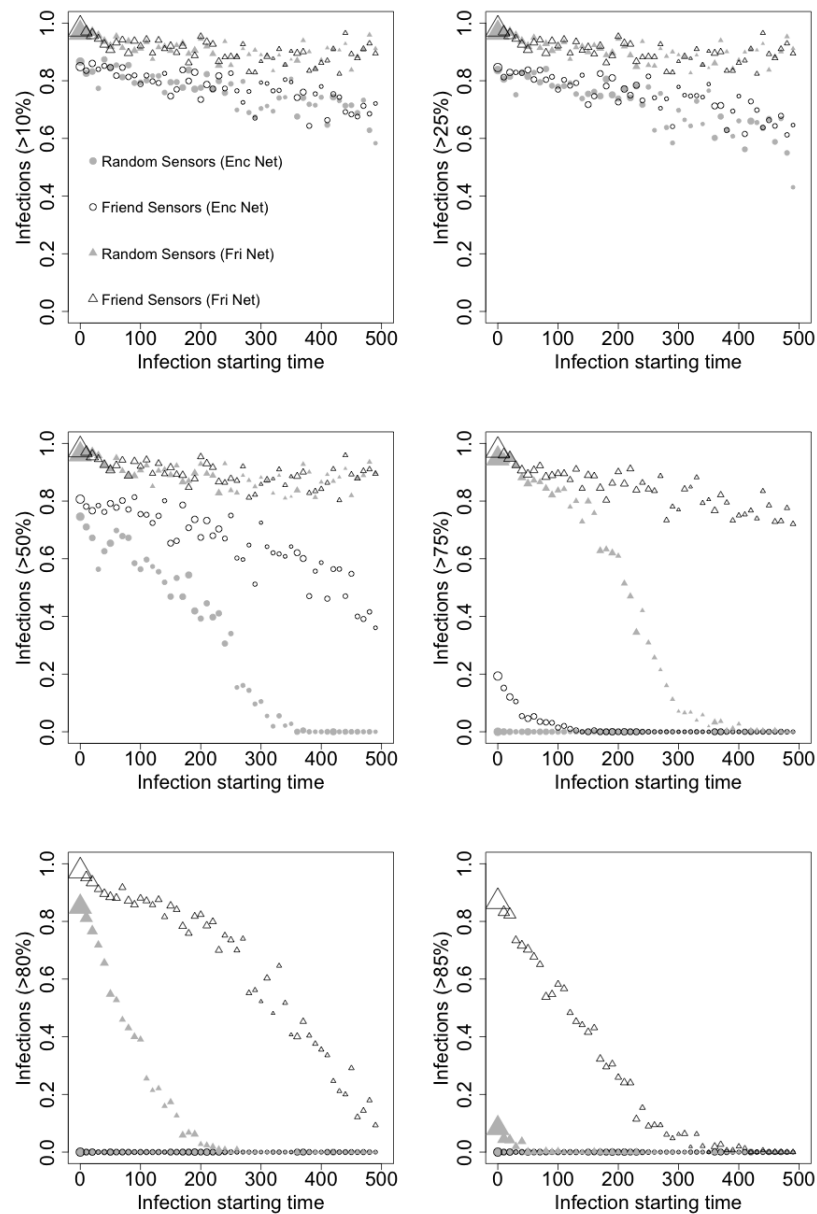 Infections (>10%)
1.0
0.8
0.6
0.4
0.2
0.0
Random Sensors (Enc Net)
Friend Sensors (Enc Net)
Random Sensors (Fri Net)
Friend Sensors (Fri Net)
0 100 200 300 400 500
Infection starting time
Infections (>25%)
1.0
0.8
0.6
0.4
0.2
0.0
0 100 200 300 400 500
Infection starting time
Infections (>50%)
1.0
0.8
0.6
0.4
0.2
0.0
0 100 200 300 400 500
Infection starting time
Infections (>75%)
1.0
0.8
0.6
0.4
0.2
0.0
0 100 200 300 400 500
Infection starting time
Infections (>80%)
1.0
0.8
0.6
0.4
0.2
0.0
0 100 200 300 400 500
Infection starting time
Infections (>85%)
1.0
0.8
0.6
0.4
0.2
0.0
0 100 200 300 400 500
Infection starting time